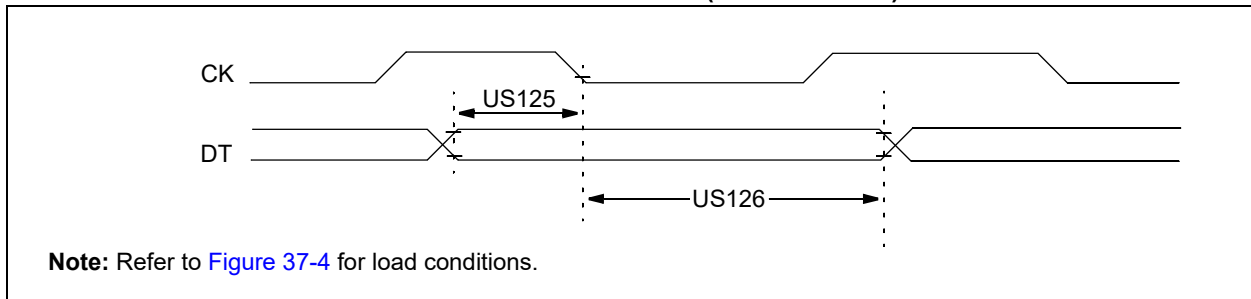 CK
US125
DT
US126
Note: Refer to Figure 37-4 for load conditions.